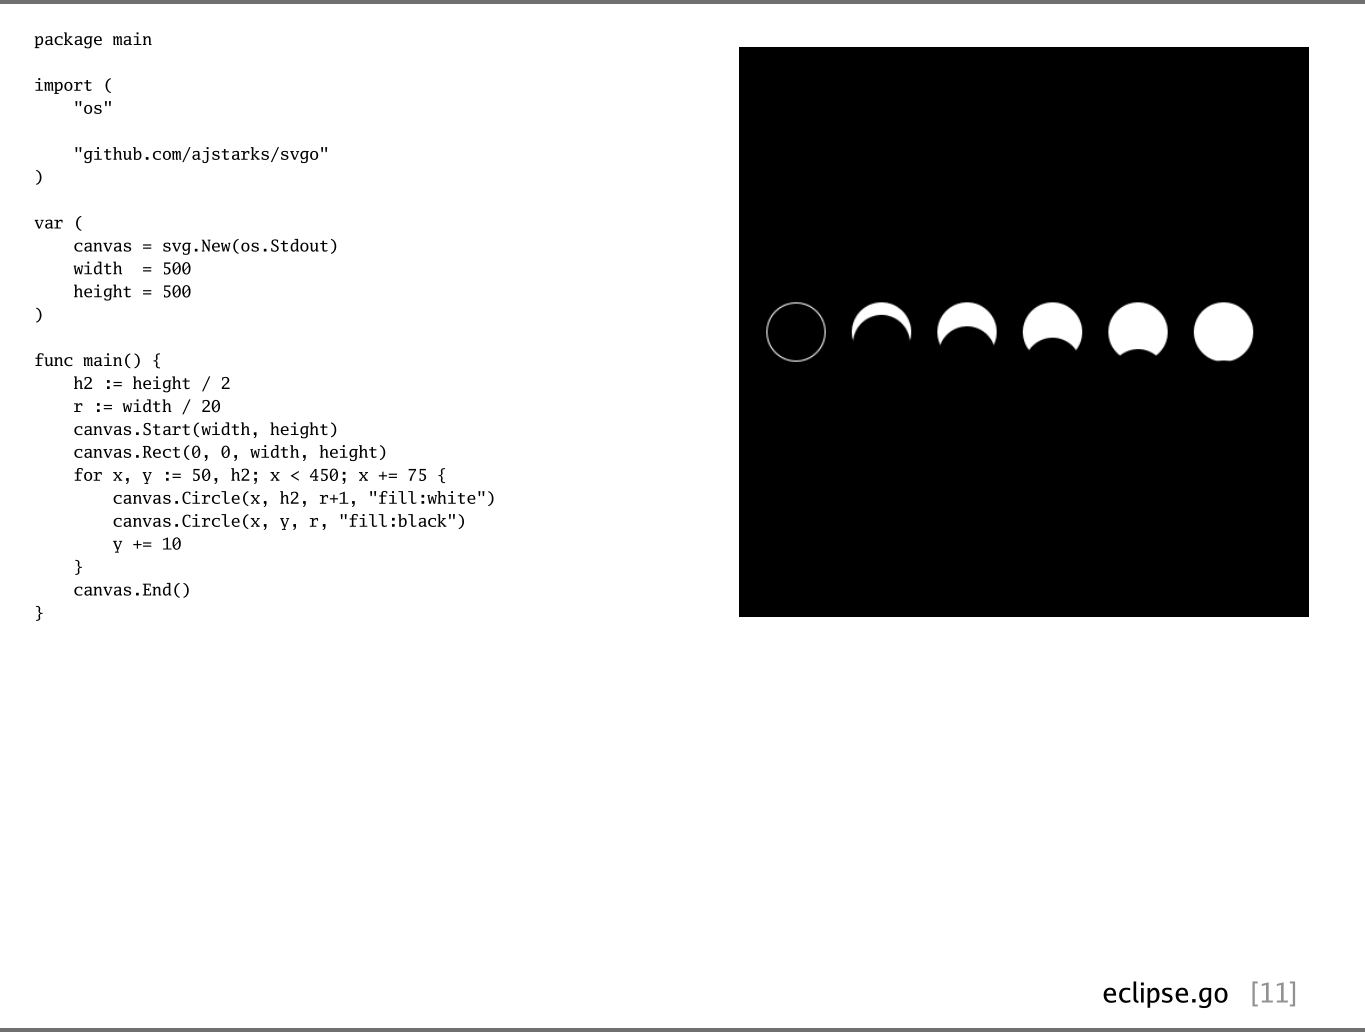 package main

import (
    "os"

    "github.com/ajstarks/svgo"
)

var (
    canvas = svg.New(os.Stdout)
    width  = 500
    height = 500
)

func main() {
    h2 := height / 2
    r := width / 20
    canvas.Start(width, height)
    canvas.Rect(0, 0, width, height)
    for x, y := 50, h2; x < 450; x += 75 {
        canvas.Circle(x, h2, r+1, "fill:white")
        canvas.Circle(x, y, r, "fill:black")
        y += 10
    }
    canvas.End()
}
eclipse.go [11]